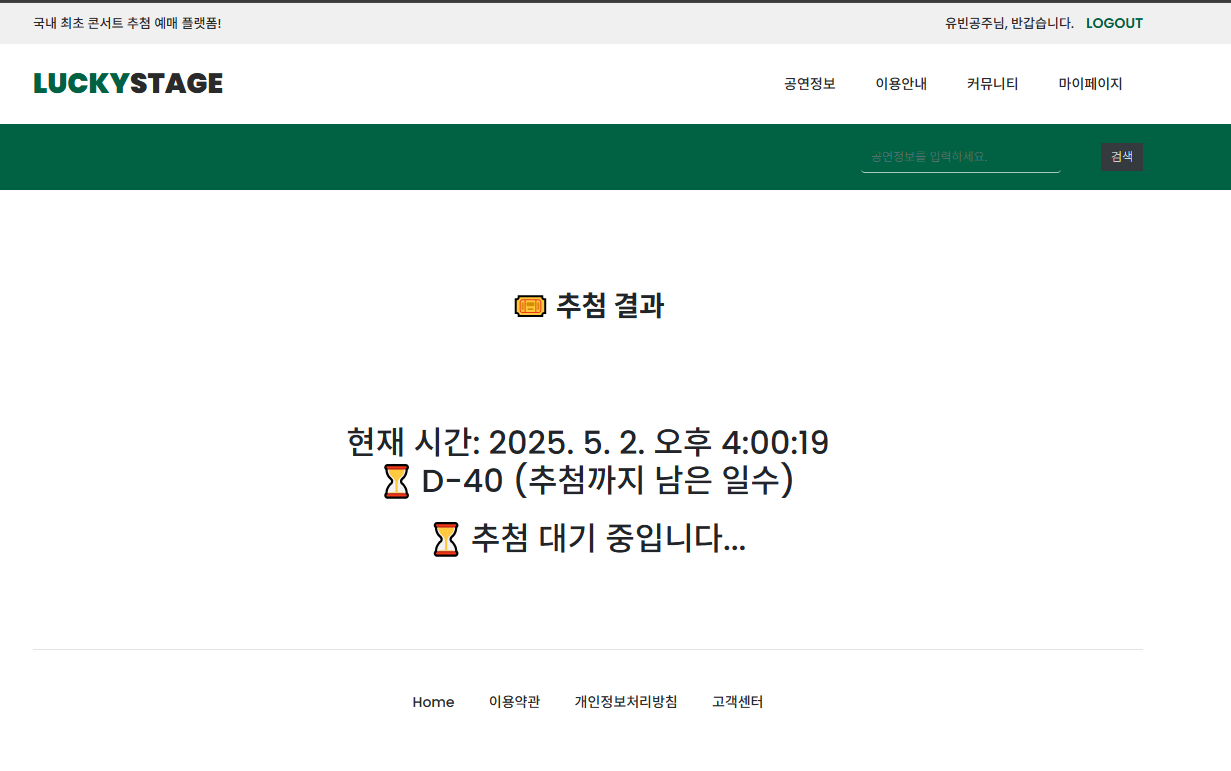 국내 최초 콘서트 추첨 예매 플랫폼!
유빈공주님, 반갑습니다. LOGOUT
LUCKYSTAGE
공연정보 이용안내 커뮤니티 마이페이지
공연정보를 입력하세요. 검색
추첨 결과
현재 시간: 2025. 5. 2. 오후 4:00:19
D-40 (추첨까지 남은 일수)
추첨 대기 중입니다...
Home 이용약관 개인정보처리방침 고객센터